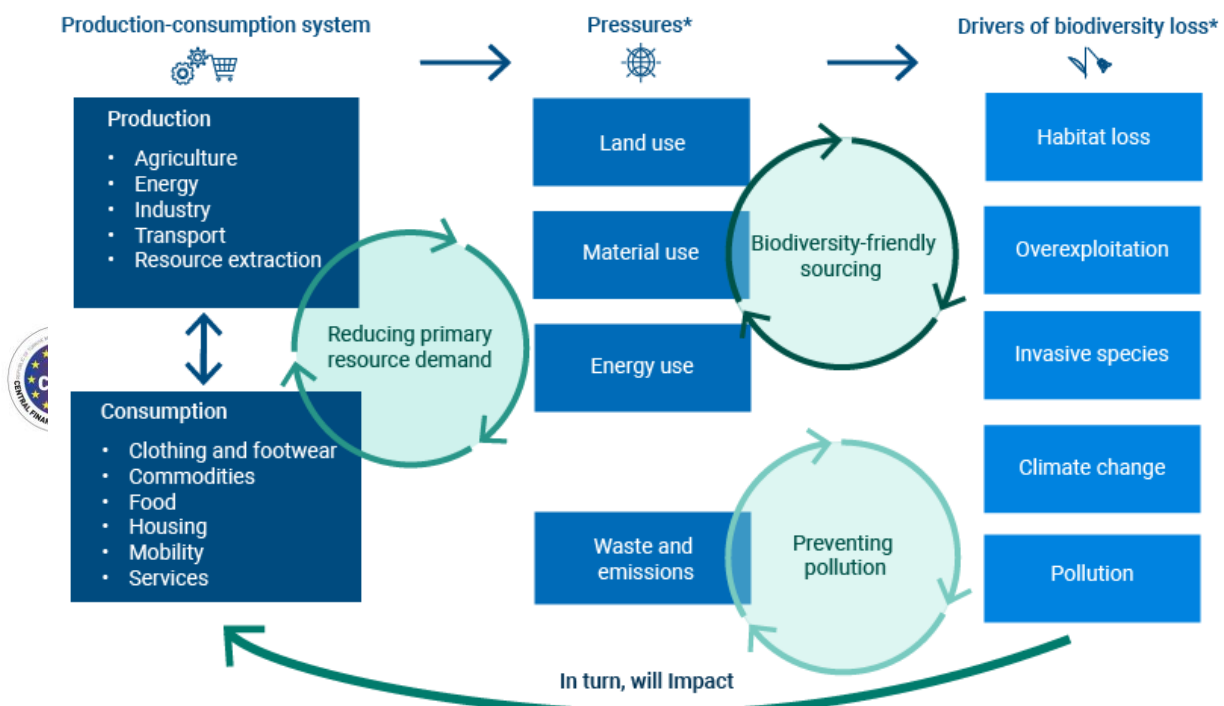 Production-consumption system
Pressures*
Drivers of biodiversity loss*
Production
• Agriculture
• Energy
• Industry
• Transport
• Resource extraction
Consumption
• Clothing and footwear
• Commodities
• Food
• Housing
• Mobility
• Services
Reducing primary
resource demand
Land use
Material use
Energy use
Waste and
emissions
Biodiversity-friendly
sourcing
Preventing
pollution
Habitat loss
Overexploitation
Invasive species
Climate change
Pollution
In turn, will Impact
CENTRAL